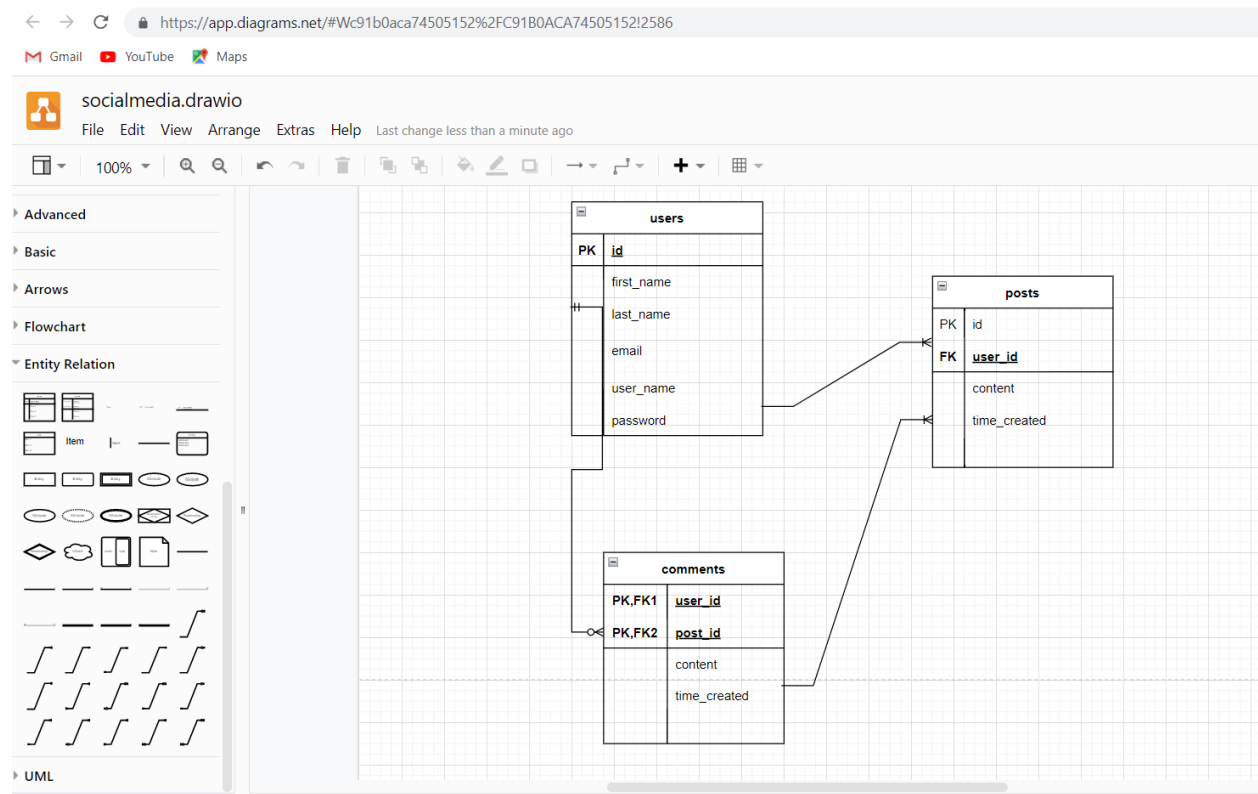 https://app.diagrams.net/#Wc91b0aca74505152%2FC91B0ACA74505152!2586
Gmail YouTube Maps
socialmedia.drawio
File Edit View Arrange Extras Help Last change less than a minute ago
100%
Advanced
Basic
Arrows
Flowchart
Entity Relation
Item
UML
users
PK id
first_name
last_name
email
user_name
password
posts
PK id
FK user_id
content
time_created
comments
PK,FK1 user_id
PK,FK2 post_id
content
time_created